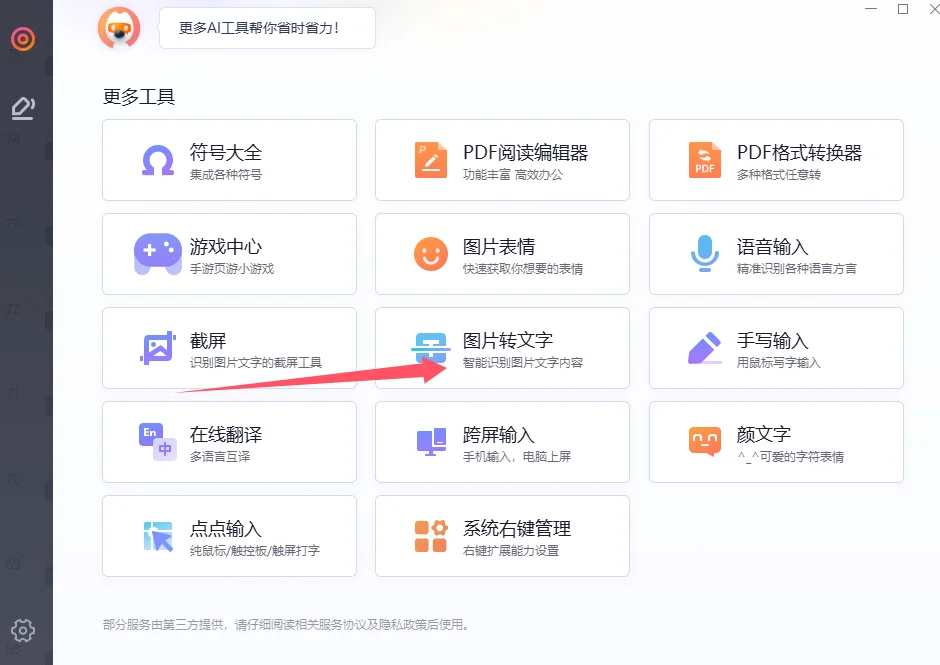 更多AI工具帮你省时省力！
更多工具
符号大全
集成各种符号
PDF阅读编辑器
功能丰富 高效办公
PDF
PDF格式转换器
多种格式任意转
游戏中心
手游页游小游戏
图片表情
快速获取你想要的表情
语音输入
精准识别各种语言方言
截屏
识别图片文字的截屏工具
图片转文字
智能识别图片文字内容
手写输入
用鼠标写字输入
En
中
在线翻译
多语言互译
跨屏输入
手机输入，电脑上屏
颜文字
^_^可爱的字符表情
点点输入
纯鼠标/触控板/触屏打字
系统右键管理
右键扩展能力设置
部分服务由第三方提供，请仔细阅读相关服务协议及隐私政策后使用。
74
73
72
71
70
69